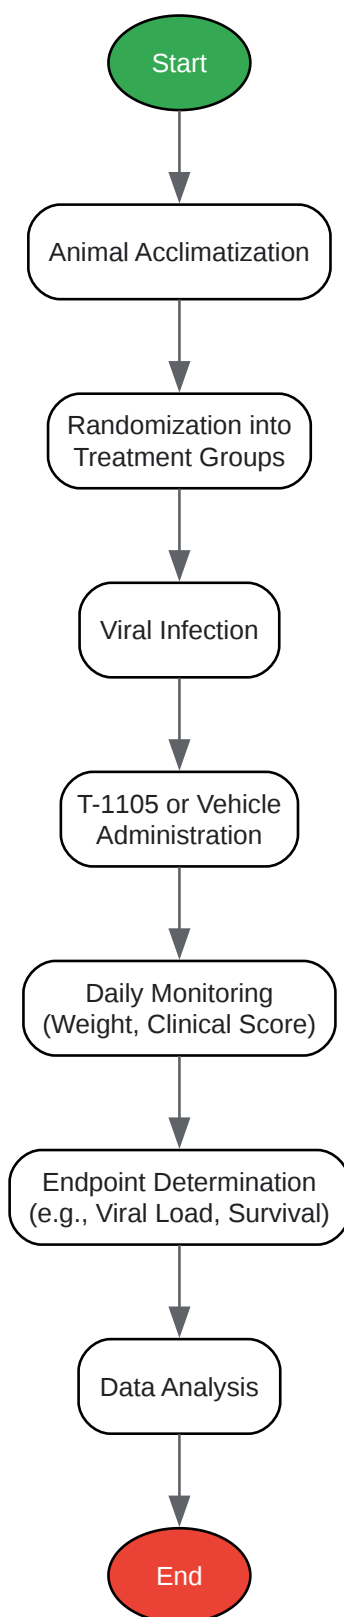 Start
Animal Acclimatization
Randomization into
Treatment Groups
Viral Infection
T-1105 or Vehicle
Administration
Daily Monitoring
(Weight, Clinical Score)
Endpoint Determination
(e.g., Viral Load, Survival)
Data Analysis
End